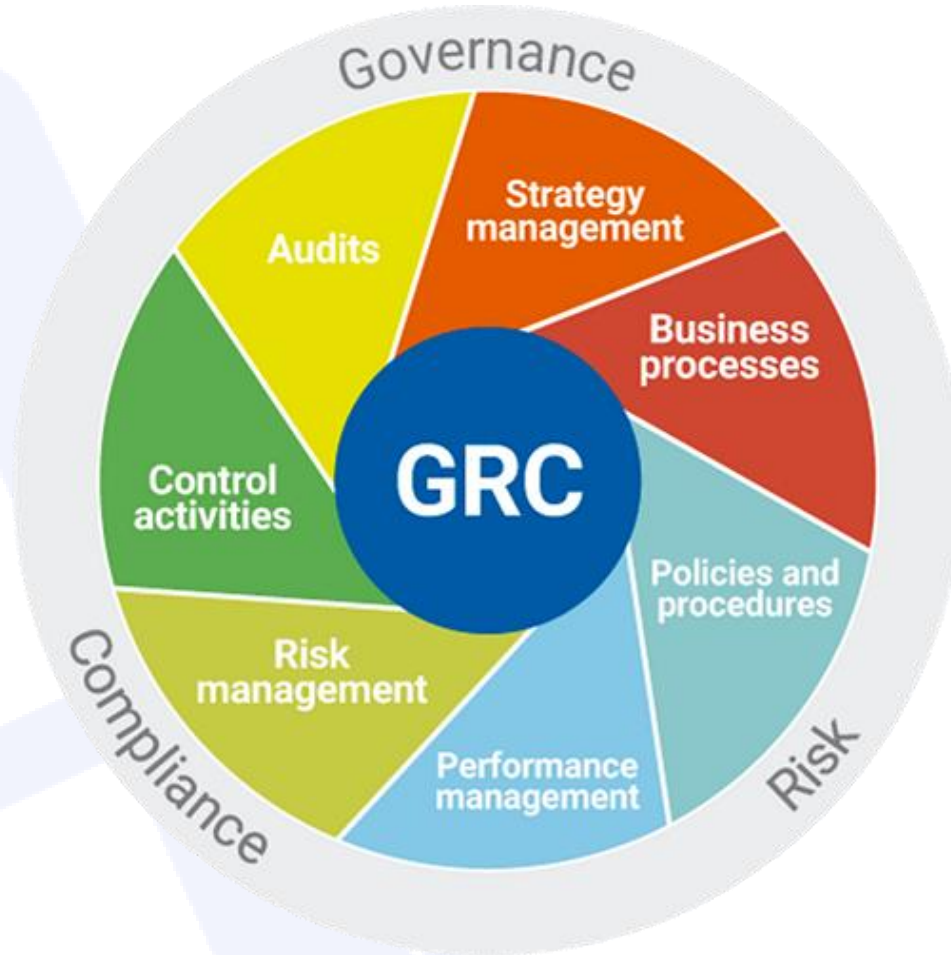 Governance
Strategy
management
Business
processes
Policies and
procedures
Performance
management
Risk
management
Control
activities
Audits
GRC
Risk
Compliance